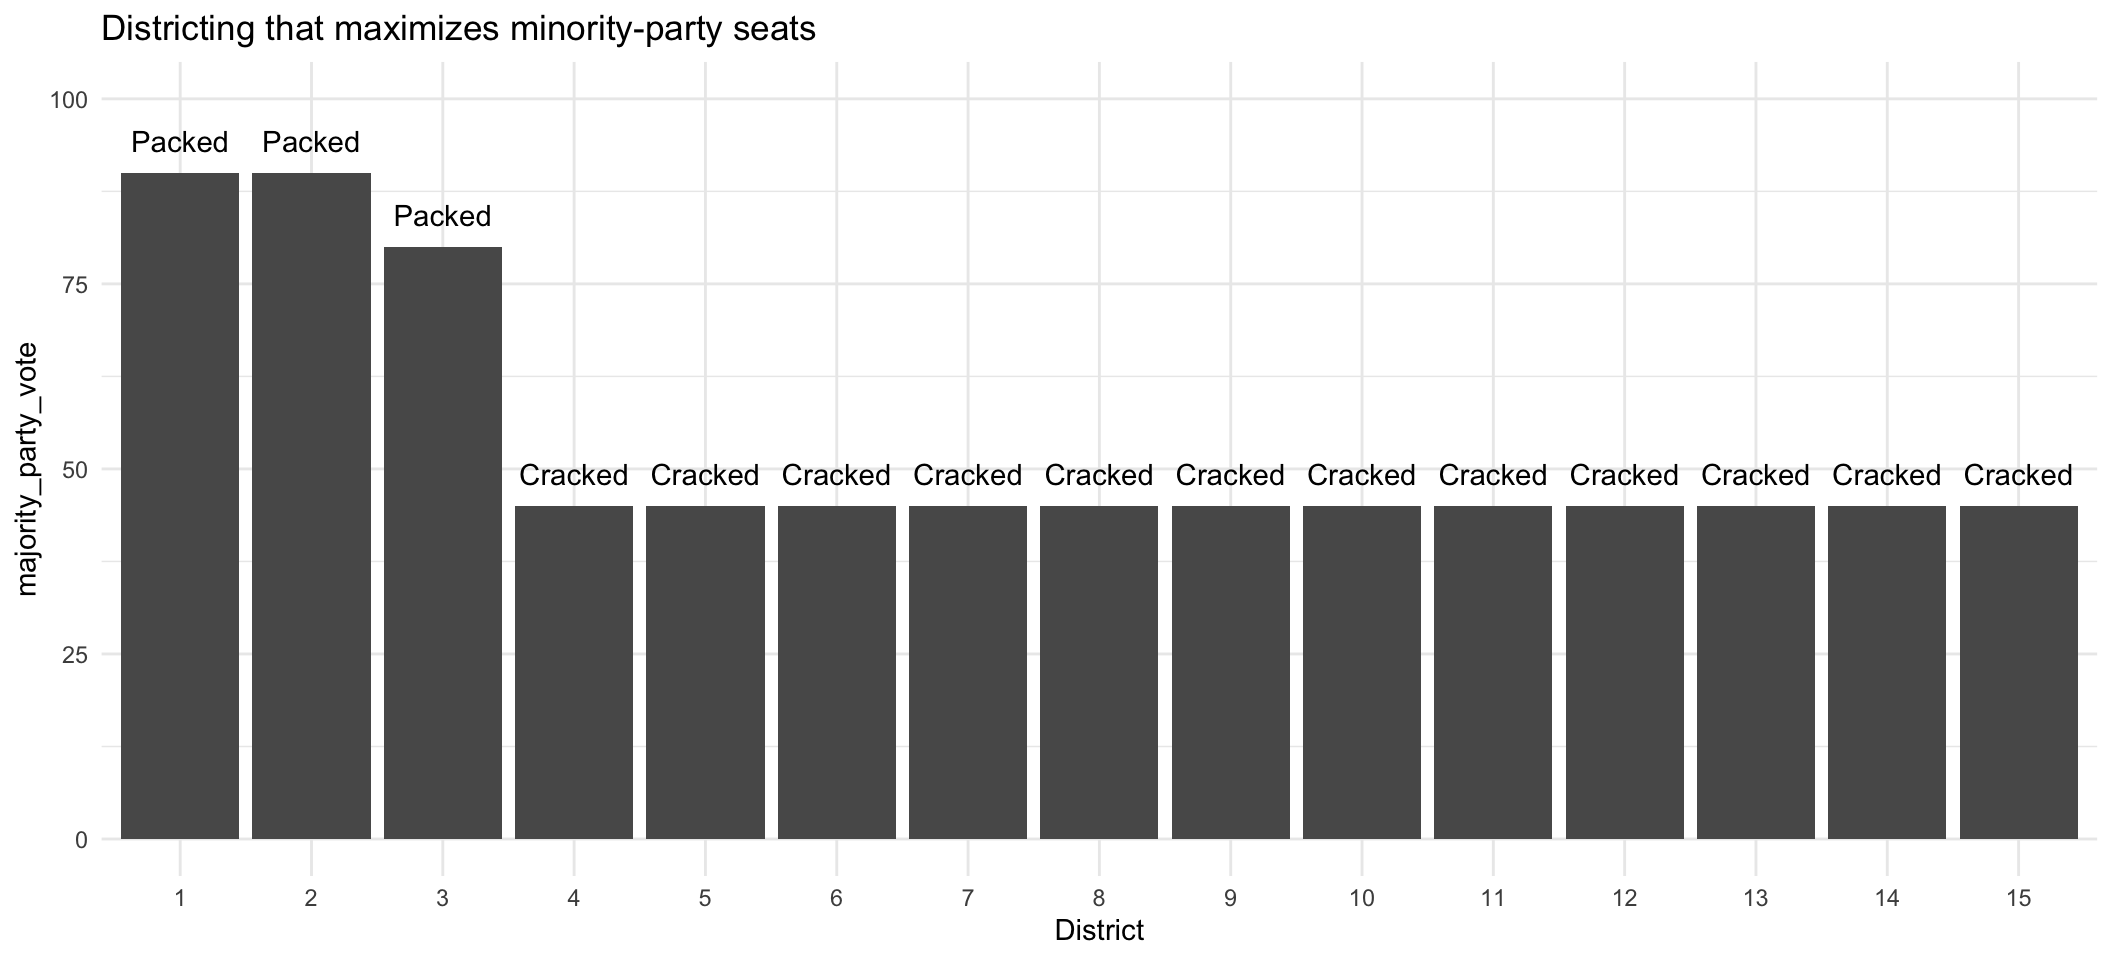 Districting that maximizes minority-party seats
100
75
50
25
0
majority_party_vote
Packed Packed
Packed
Cracked Cracked Cracked Cracked Cracked Cracked Cracked Cracked Cracked Cracked Cracked Cracked
1 2 3 4 5 6 7 8 9 10 11 12 13 14 15
District